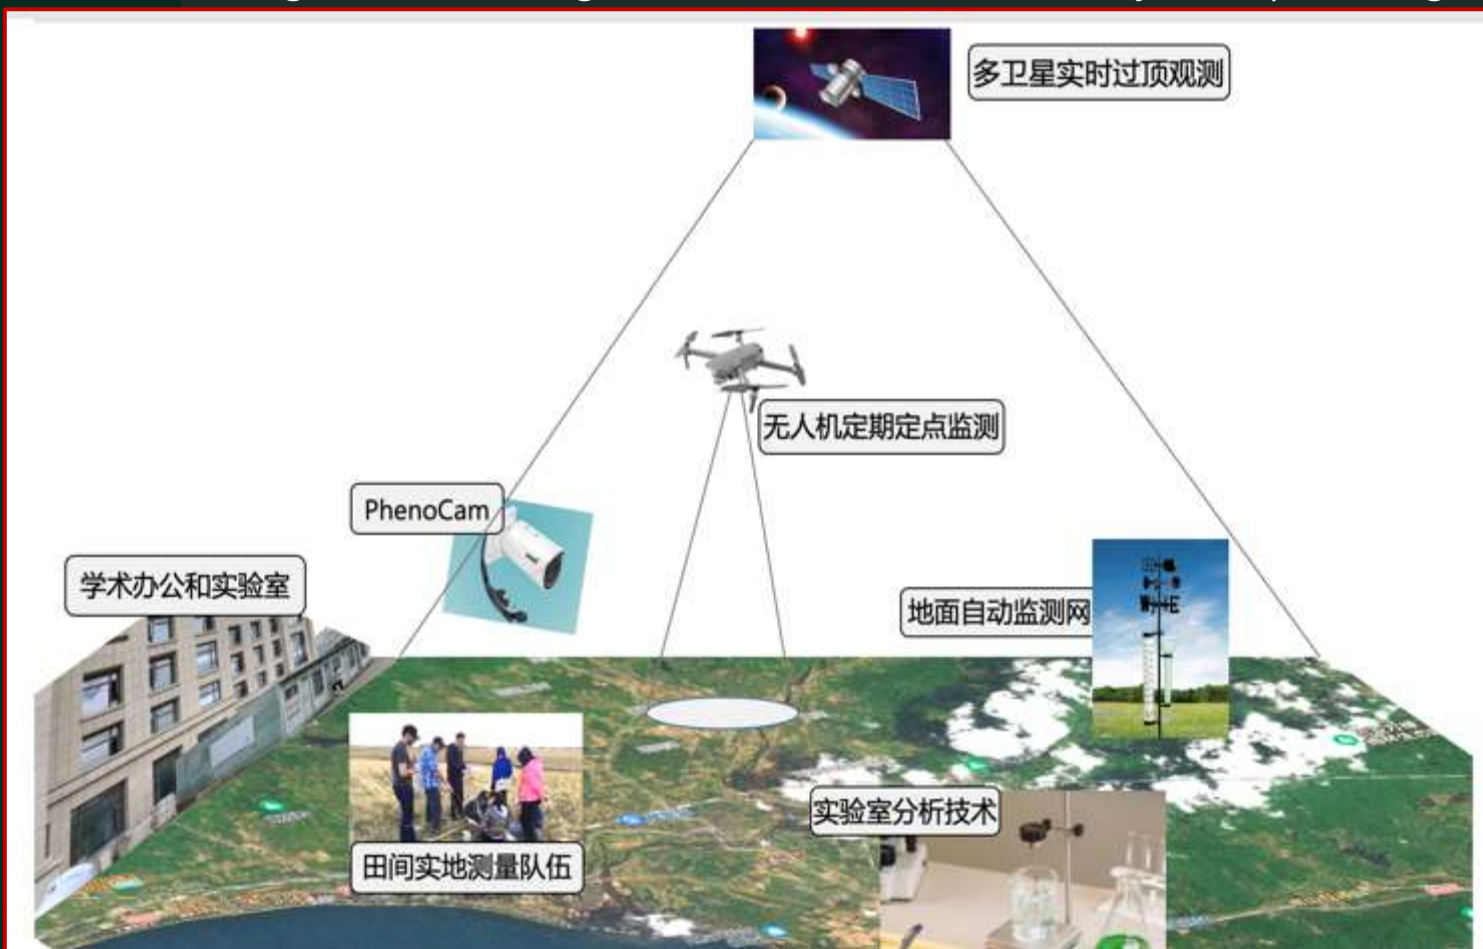 多卫星实时过顶观测
无人机定期定点监测
PhenoCam
学术办公和实验室
地面自动监测网
W E
实验室分析技术
田间实地测量队伍